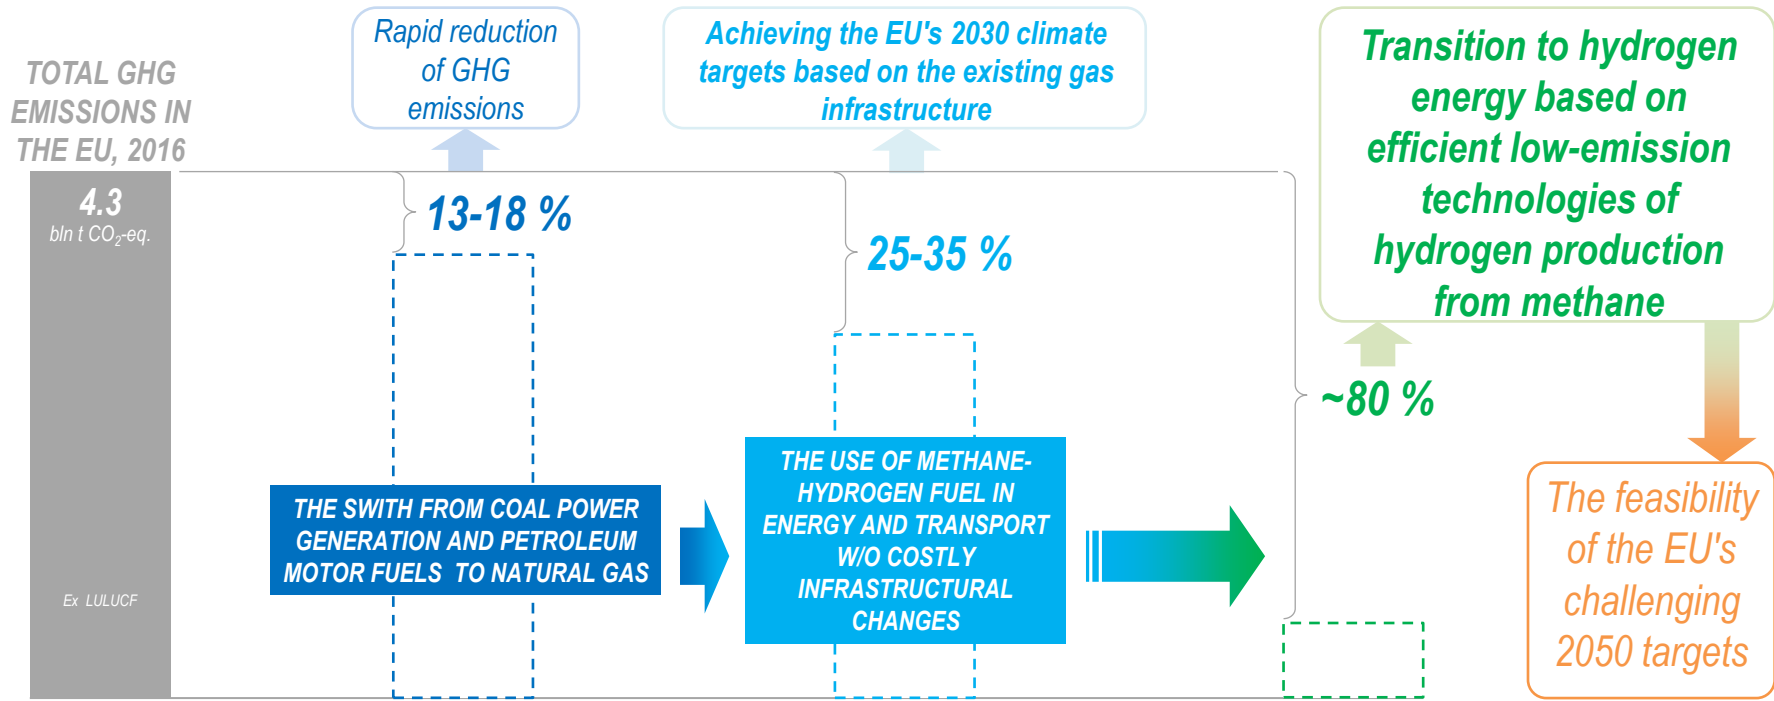 TOTAL GHG
EMISSIONS IN
THE EU, 2016
4.3
bln t CO₂-eq.
Ex LULUCF
Rapid reduction
of GHG
emissions
13-18 %
THE SWITH FROM COAL POWER
GENERATION AND PETROLEUM
MOTOR FUELS TO NATURAL GAS
Achieving the EU's 2030 climate
targets based on the existing gas
infrastructure
25-35 %
THE USE OF METHANE-
HYDROGEN FUEL IN
ENERGY AND TRANSPORT
W/O COSTLY
INFRASTRUCTURAL
CHANGES
Transition to hydrogen
energy based on
efficient low-emission
technologies of
hydrogen production
from methane
~80 %
The feasibility
of the EU's
challenging
2050 targets